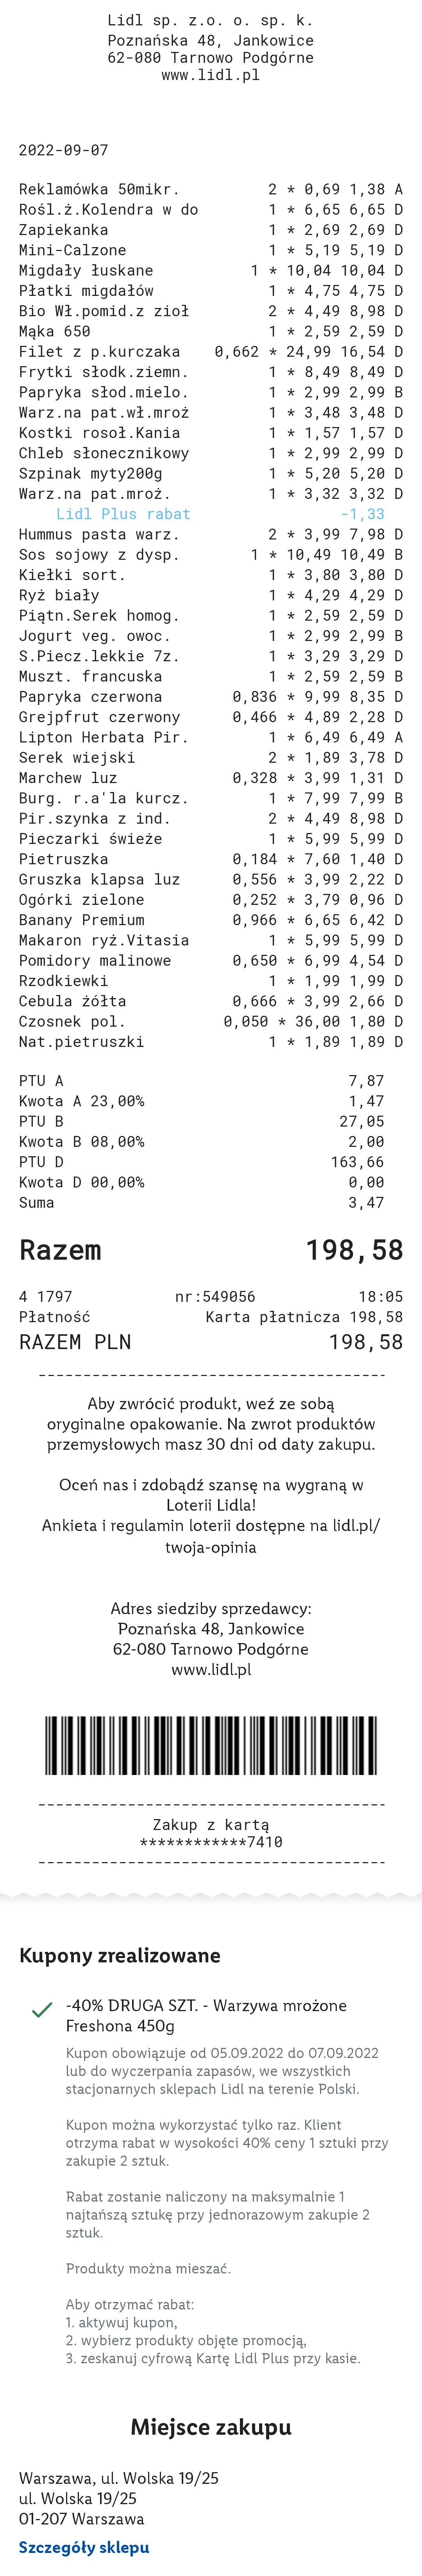 Lidl sp. z.o. o. sp. k.
Poznańska 48, Jankowice
62-080 Tarnowo Podgórne
www.lidl.pl
2022-09-07
Reklamówka 50mikr. 2 * 0,69 1,38 A
Rośl.ż.Kolendra w do 1 * 6,65 6,65 D
Zapiekanka 1 * 2,69 2,69 D
Mini-Calzone 1 * 5,19 5,19 D
Migdały łuskane 1 * 10,04 10,04 D
Płatki migdałów 1 * 4,75 4,75 D
Bio Wł.pomid.z zioł 2 * 4,49 8,98 D
Mąka 650 1 * 2,59 2,59 D
Filet z p.kurczaka 0,662 * 24,99 16,54 D
Frytki słodk.ziemn. 1 * 8,49 8,49 D
Papryka słod.mielo. 1 * 2,99 2,99 B
Warz.na pat.wł.mroż 1 * 3,48 3,48 D
Kostki rosoł.Kania 1 * 1,57 1,57 D
Chleb słonecznikowy 1 * 2,99 2,99 D
Szpinak myty200g 1 * 5,20 5,20 D
Warz.na pat.mroż. 1 * 3,32 3,32 D
Lidl Plus rabat -1,33
Hummus pasta warz. 2 * 3,99 7,98 D
Sos sojowy z dysp. 1 * 10,49 10,49 B
Kiełki sort. 1 * 3,80 3,80 D
Ryż biały 1 * 4,29 4,29 D
Piątn.Serek homog. 1 * 2,59 2,59 D
Jogurt veg. owoc. 1 * 2,99 2,99 B
S.Piecz.lekkie 7z. 1 * 3,29 3,29 D
Muszt. francuska 1 * 2,59 2,59 B
Papryka czerwona 0,836 * 9,99 8,35 D
Grejpfrut czerwony 0,466 * 4,89 2,28 D
Lipton Herbata Pir. 1 * 6,49 6,49 A
Serek wiejski 2 * 1,89 3,78 D
Marchew luz 0,328 * 3,99 1,31 D
Burg. r.a'la kurcz. 1 * 7,99 7,99 B
Pir.szynka z ind. 2 * 4,49 8,98 D
Pieczarki świeże 1 * 5,99 5,99 D
Pietruszka 0,184 * 7,60 1,40 D
Gruszka klapsa luz 0,556 * 3,99 2,22 D
Ogórki zielone 0,252 * 3,79 0,96 D
Banany Premium 0,966 * 6,65 6,42 D
Makaron ryż.Vitasia 1 * 5,99 5,99 D
Pomidory malinowe 0,650 * 6,99 4,54 D
Rzodkiewki 1 * 1,99 1,99 D
Cebula żółta 0,666 * 3,99 2,66 D
Czosnek pol. 0,050 * 36,00 1,80 D
Nat.pietruszki 1 * 1,89 1,89 D
PTU A 7,87
Kwota A 23,00% 1,47
PTU B 27,05
Kwota B 08,00% 2,00
PTU D 163,66
Kwota D 00,00% 0,00
Suma 3,47
Razem 198,58
4 1797 nr:549056 18:05
Płatność Karta płatnicza 198,58
RAZEM PLN 198,58
Aby zwrócić produkt, weź ze sobą
oryginalne opakowanie. Na zwrot produktów
przemysłowych masz 30 dni od daty zakupu.
Oceń nas i zdobądź szansę na wygraną w
Loterii Lidla!
Ankieta i regulamin loterii dostępne na lidl.pl/
twoja-opinia
Adres siedziby sprzedawcy:
Poznańska 48, Jankowice
62-080 Tarnowo Podgórne
www.lidl.pl
Zakup z kartą
************7410
Kupony zrealizowane
-40% DRUGA SZT. - Warzywa mrożone
Freshona 450g
Kupon obowiązuje od 05.09.2022 do 07.09.2022
lub do wyczerpania zapasów, we wszystkich
stacjonarnych sklepach Lidl na terenie Polski.
Kupon można wykorzystać tylko raz. Klient
otrzyma rabat w wysokości 40% ceny 1 sztuki przy
zakupie 2 sztuk.
Rabat zostanie naliczony na maksymalnie 1
najtańszą sztukę przy jednorazowym zakupie 2
sztuk.
Produkty można mieszać.
Aby otrzymać rabat:
1. aktywuj kupon,
2. wybierz produkty objęte promocją,
3. zeskanuj cyfrową Kartę Lidl Plus przy kasie.
Miejsce zakupu
Warszawa, ul. Wolska 19/25
ul. Wolska 19/25
01-207 Warszawa
Szczegóły sklepu